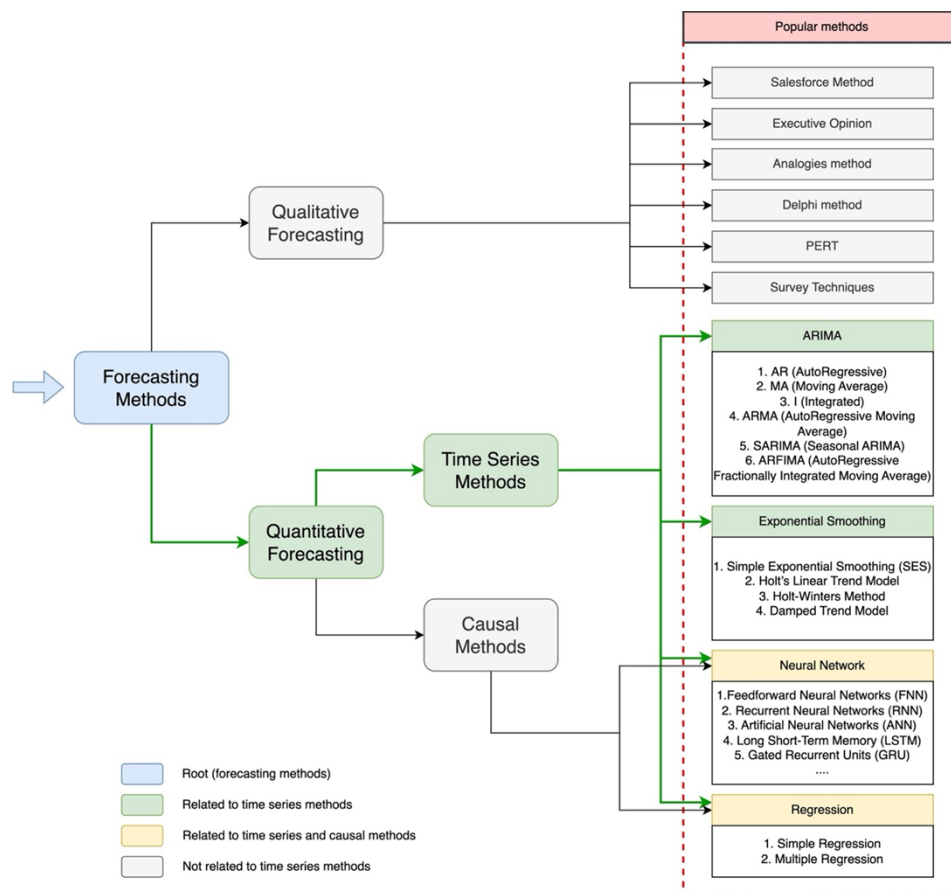 Popular methods
Salesforce Method
Executive Opinion
Analogies method
Delphi method
PERT
Survey Techniques
Qualitative
Forecasting
Forecasting
Methods
Quantitative
Forecasting
Time Series
Methods
Causal
Methods
ARIMA
1. AR (AutoRegressive)
2. MA (Moving Average)
3. I (Integrated)
4. ARMA (AutoRegressive Moving
Average)
5. SARIMA (Seasonal ARIMA)
6. ARFIMA (AutoRegressive
Fractionally Integrated Moving Average)
Exponential Smoothing
1. Simple Exponential Smoothing (SES)
2. Holt's Linear Trend Model
3. Holt-Winters Method
4. Damped Trend Model
Neural Network
1.Feedforward Neural Networks (FNN)
2. Recurrent Neural Networks (RNN)
3. Artificial Neural Networks (ANN)
4. Long Short-Term Memory (LSTM)
5. Gated Recurrent Units (GRU)
....
Regression
1. Simple Regression
2. Multiple Regression
Root (forecasting methods)
Related to time series methods
Related to time series and causal methods
Not related to time series methods